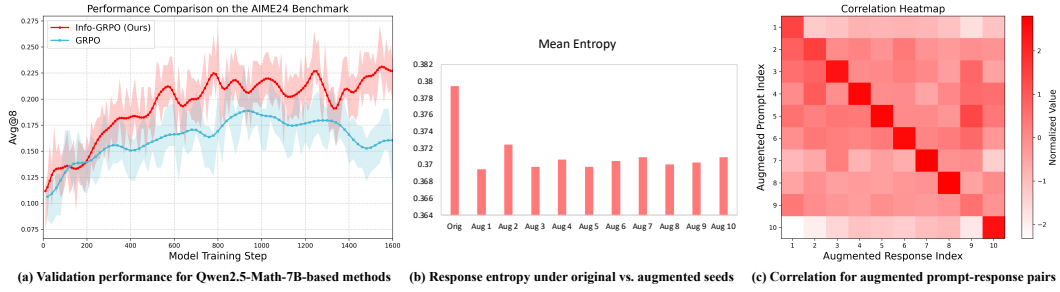 Performance Comparison on the AIME24 Benchmark
Info-GRPO (Ours)
GRPO
0.275
0.250
0.225
0.200
0.175
0.150
0.125
0.100
0.075
Avg@8
0 200 400 600 800 1000 1200 1400 1600
Model Training Step
(a) Validation performance for Qwen2.5-Math-7B-based methods
Mean Entropy
0.382
0.38
0.378
0.376
0.374
0.372
0.37
0.368
0.366
0.364
Orig Aug 1 Aug 2 Aug 3 Aug 4 Aug 5 Aug 6 Aug 7 Aug 8 Aug 9 Aug 10
(b) Response entropy under original vs. augmented seeds
Correlation Heatmap
Augmented Prompt Index
1
2
3
4
5
6
7
8
9
10
1 2 3 4 5 6 7 8 9 10
Augmented Response Index
2
1
0
−1
−2
Normalized Value
(c) Correlation for augmented prompt-response pairs